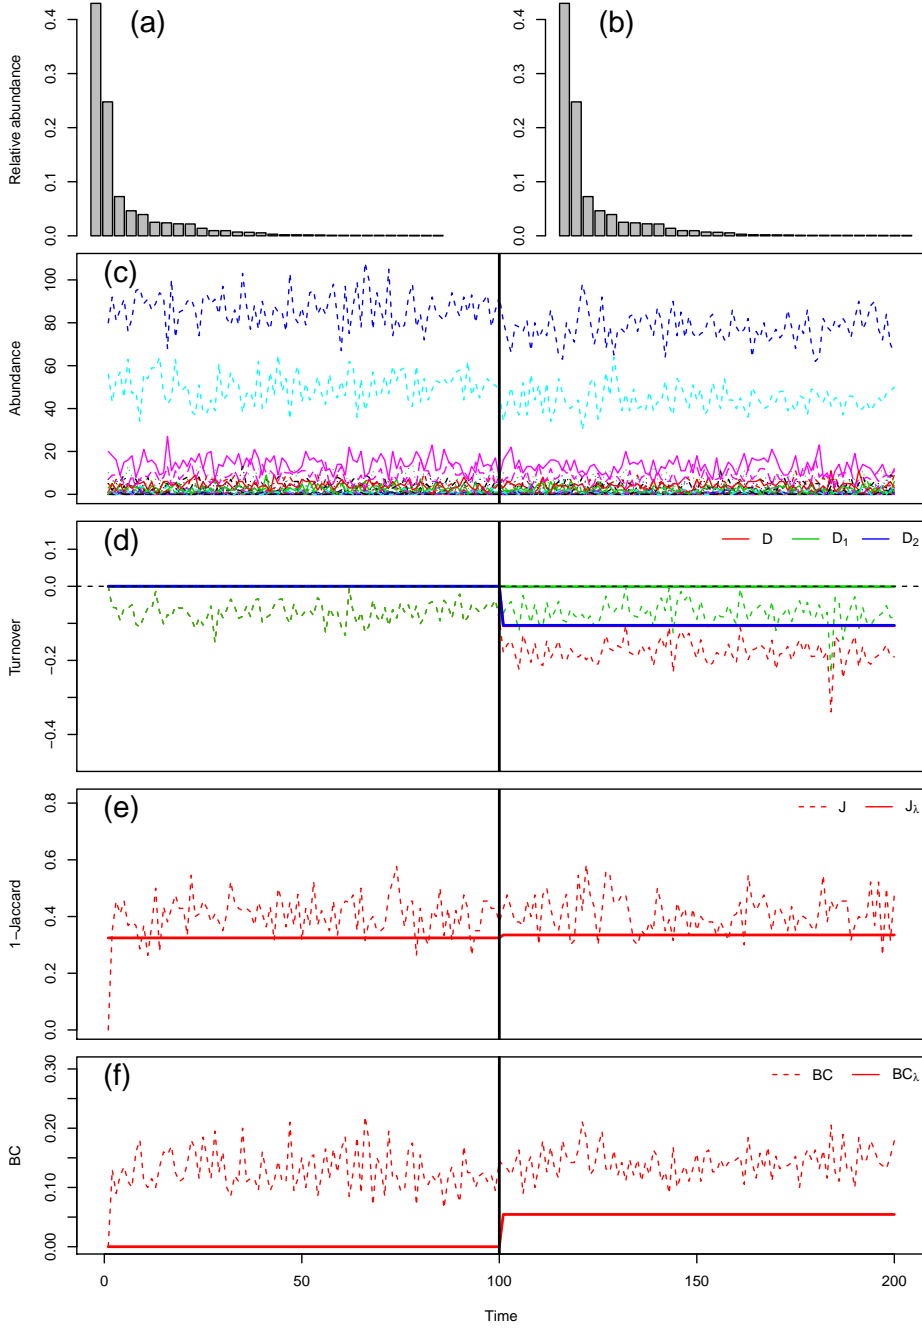 (a)
Relative abundance
0.0 0.1 0.2 0.3 0.4
(b)
0.0 0.1 0.2 0.3 0.4
(c)
Abundance
0 20 40 60 80 100
(d)
Turnover
−0.4 −0.2 0.0 0.1
D D1 D2
(e)
1−Jaccard
0.0 0.2 0.4 0.6 0.8
J Jλ
(f)
BC
0.00 0.10 0.20 0.30
BC BCλ
0 50 100 150 200
Time